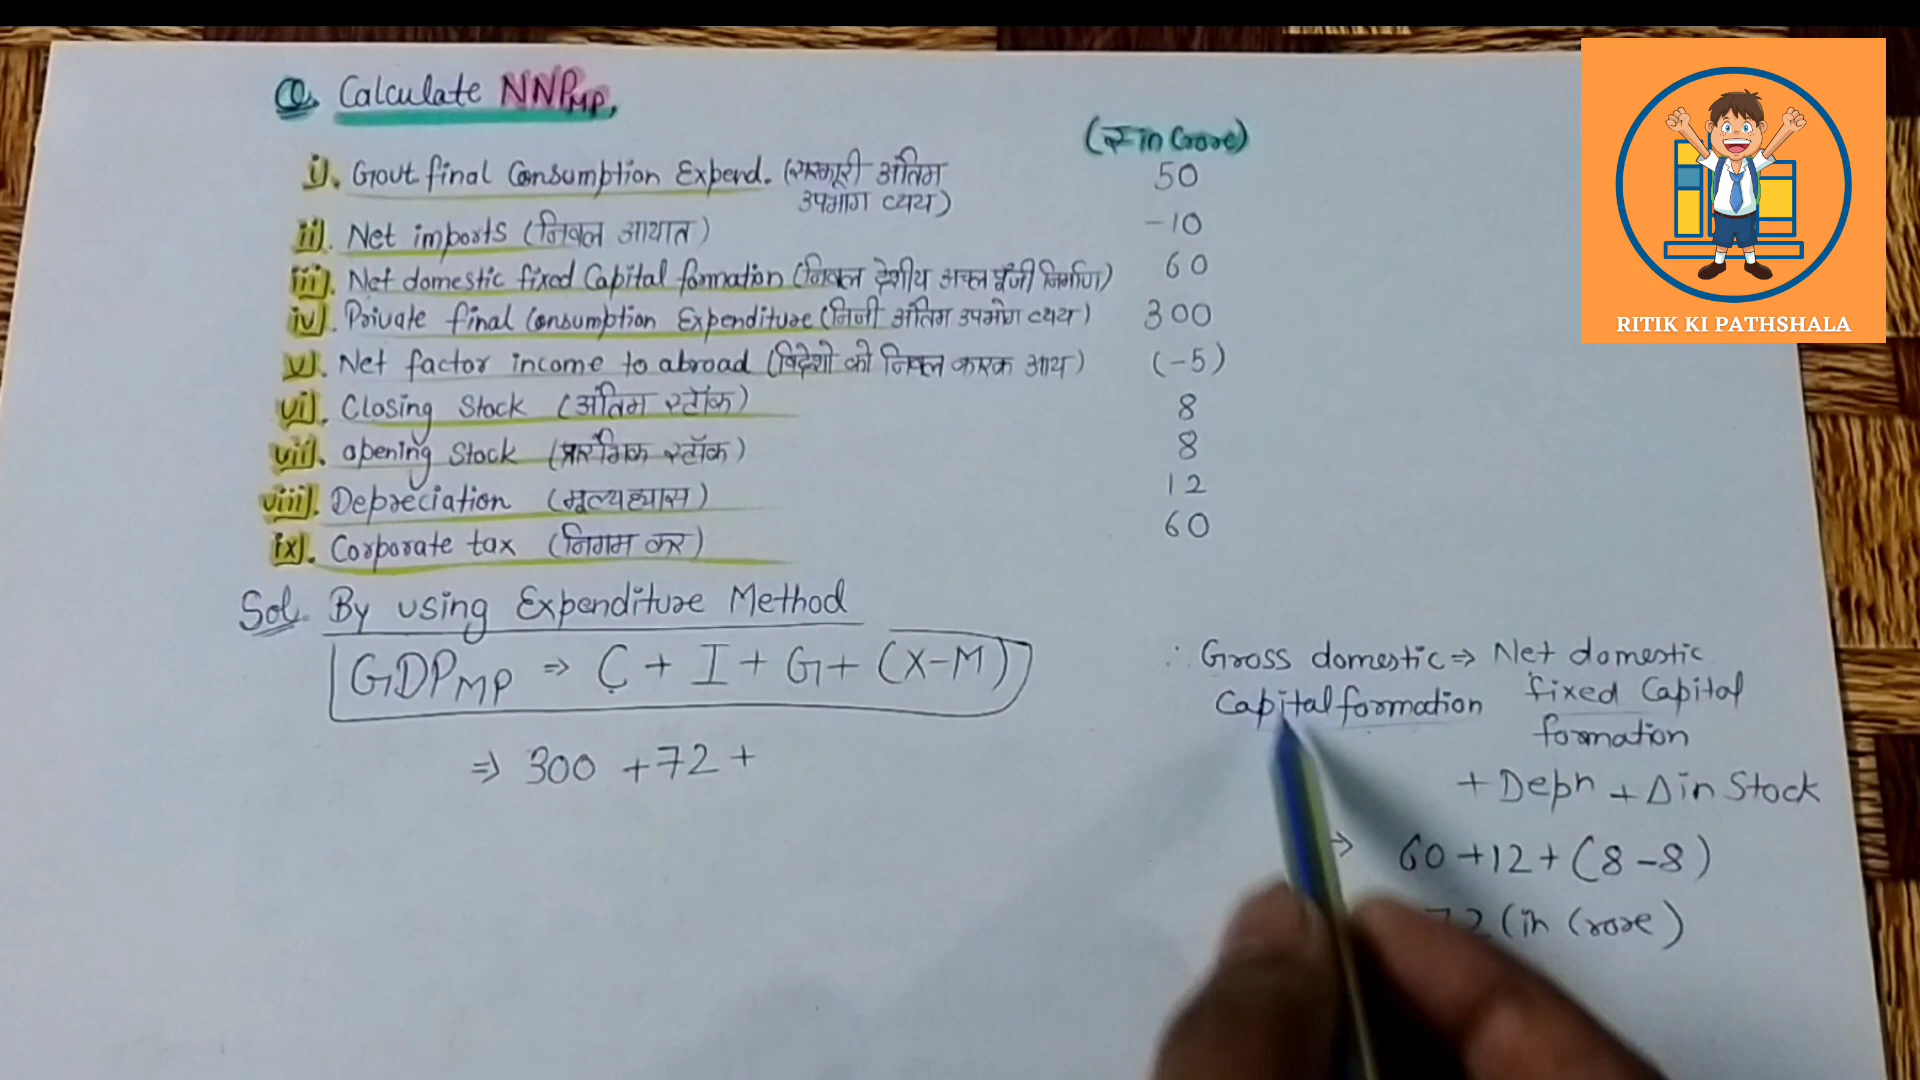 Q. Calculate NNPMP,
(₹ in Crore)
i). Govt final Consumption Expend. (सरकारी अंतिम 50
उपभोग व्यय)
ii). Net imports (निवल आयात) -10
iii). Net domestic fixed Capital formation (निवल देशीय अचल पूँजी निर्माण) 60
iv). Private final Consumption Expenditure (निजी अंतिम उपभोग व्यय) 300
v). Net factor income to abroad (विदेशो को निवल कारक आय) (-5)
vi). Closing Stock (अंतिम स्टॉक) 8
vii). opening Stock (प्रारंभिक स्टॉक) 8
viii). Depreciation (मूल्यह्यास) 12
ix). Corporate tax (निगम कर) 60
Sol. By using Expenditure Method
GDPMP ⇒ C + I + G + (X-M)
⇒ 300 + 72 +
∴ Gross domestic ⇒ Net domestic
Capital formation fixed Capital
formation
+ Depn + Δ in Stock
⇒ 60 + 12 + (8 - 8)
72 (in Crore)
RITIK KI PATHSHALA